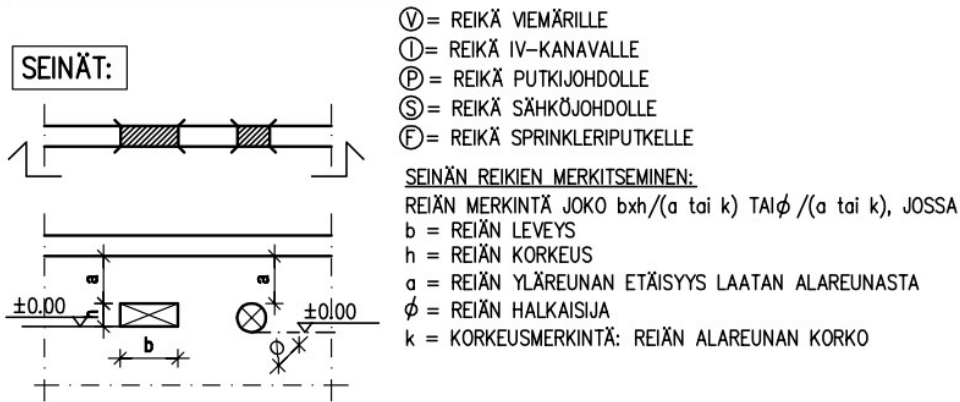 SEINÄT:
Ⓥ= REIKÄ VIEMÄRILLE
Ⓘ= REIKÄ IV-KANAVALLE
Ⓟ= REIKÄ PUTKIJOHDOLLE
Ⓢ= REIKÄ SÄHKÖJOHDOLLE
Ⓕ= REIKÄ SPRINKLERIPUTKELLE
SEINÄN REIKIEN MERKITSEMINEN:
REIÄN MERKINTÄ JOKO bxh/(a tai k) TAIϕ/(a tai k), JOSSA
b = REIÄN LEVEYS
h = REIÄN KORKEUS
a = REIÄN YLÄREUNAN ETÄISYYS LAATAN ALAREUNASTA
ϕ = REIÄN HALKAISIJA
k = KORKEUSMERKINTÄ: REIÄN ALAREUNAN KORKO
a
a
±0.00
h
±0.00
b
ϕ